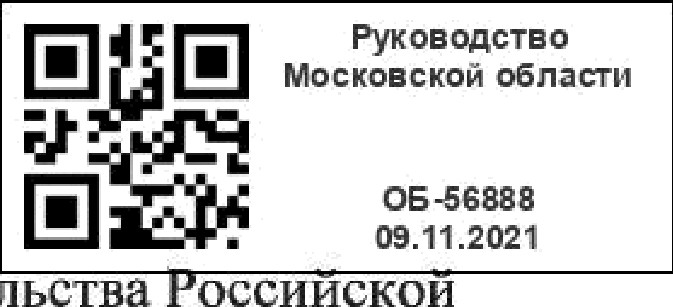 Руководство
Московской области
ОБ-56888
09.11.2021
льства Российской